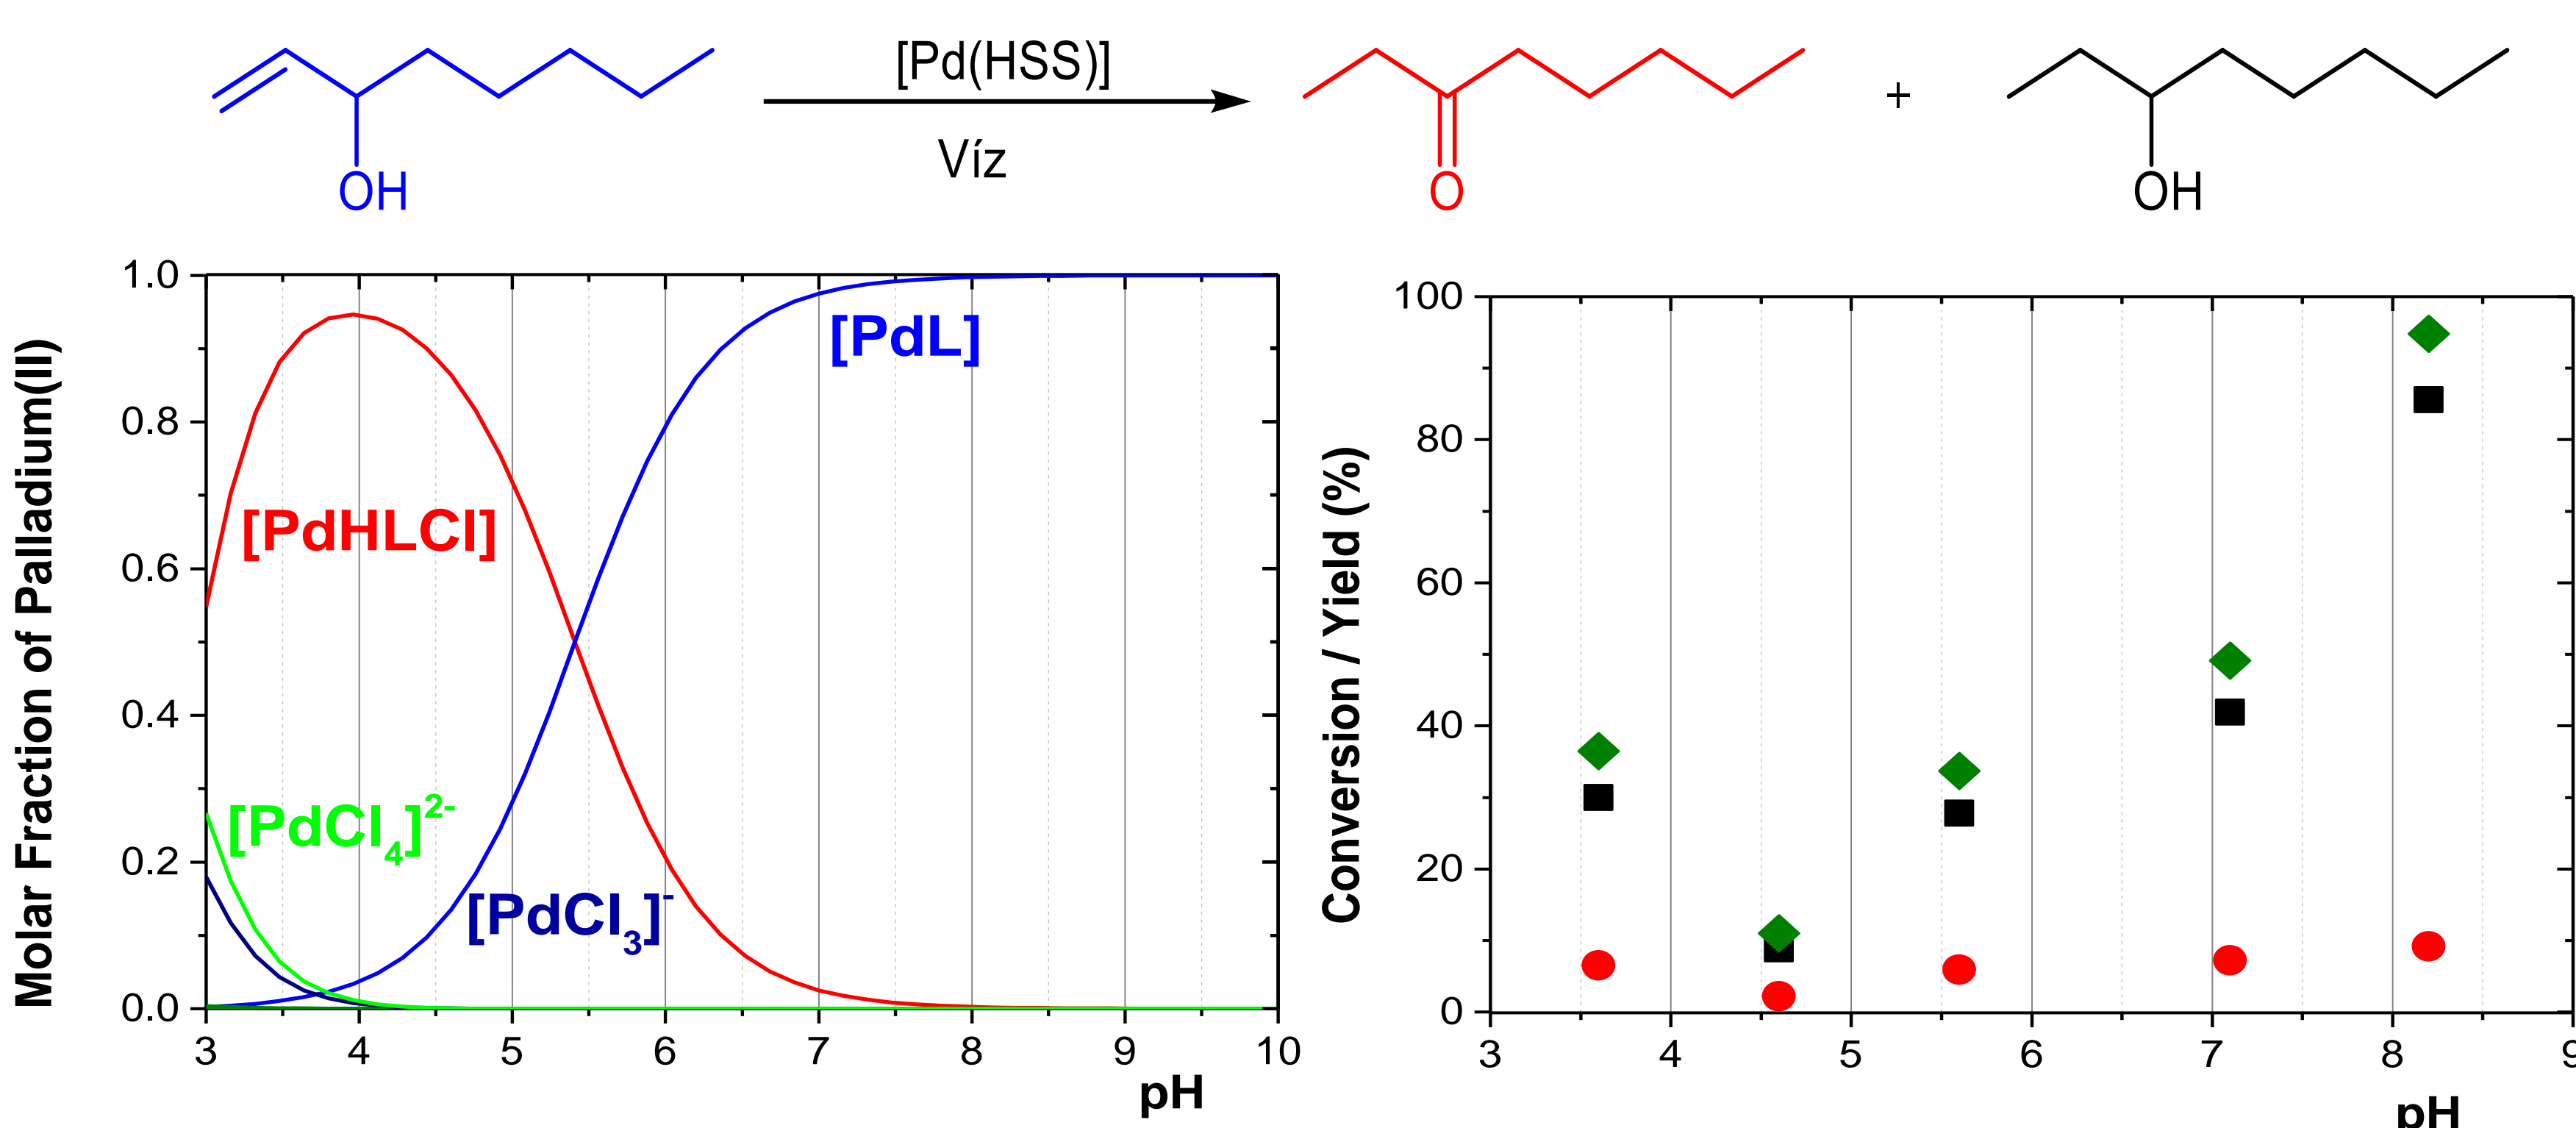 [Pd(HSS)]
Víz
OH
O
+
OH
Molar Fraction of Palladium(II)
1.0
0.8
0.6
0.4
0.2
0.0
[PdL]
[PdHLCl]
[PdCl4]2-
[PdCl3]-
3 4 5 6 7 8 9 10
pH
Conversion / Yield (%)
100
80
60
40
20
0
3 4 5 6 7 8 9
pH